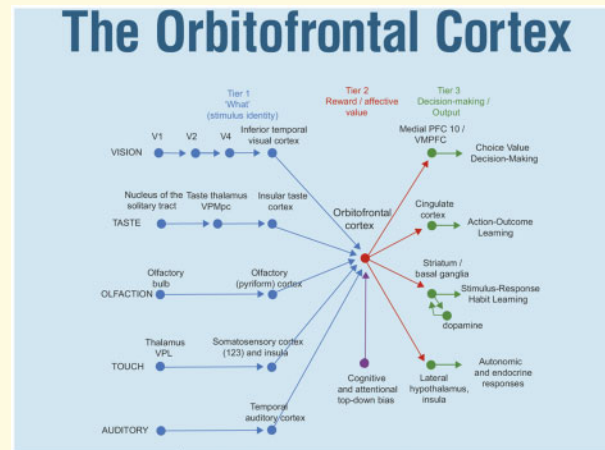 The Orbitofrontal Cortex
Tier 1
'What'
(stimulus identity)
Tier 2
Reward / affective
value
Tier 3
Decision-making /
Output
VISION
V1
V2
V4
Inferior temporal
visual cortex
Medial PFC 10 /
VMPFC
Choice Value
Decision-Making
TASTE
Nucleus of the
solitary tract
Taste thalamus
VPMpc
Insular taste
cortex
Orbitofrontal
cortex
Cingulate
cortex
Action-Outcome
Learning
OLFACTION
Olfactory
bulb
Olfactory
(pyriform) cortex
Striatum /
basal ganglia
Stimulus-Response
Habit Learning
dopamine
TOUCH
Thalamus
VPL
Somatosensory cortex
(123) and insula
Cognitive
and attentional
top-down bias
Lateral
hypothalamus,
insula
Autonomic
and endocrine
responses
AUDITORY
Temporal
auditory cortex